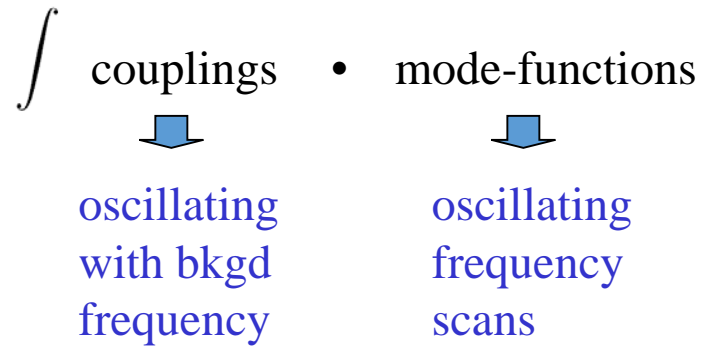 ∫ couplings • mode-functions
oscillating oscillating
with bkgd frequency
frequency scans